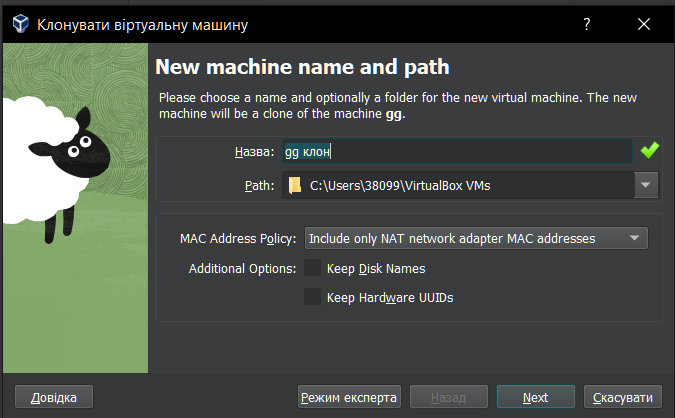 Клонувати віртуальну машину
?
New machine name and path
Please choose a name and optionally a folder for the new virtual machine. The new
machine will be a clone of the machine gg.
Назва: gg клон
Path: C:\Users\38099\VirtualBox VMs
MAC Address Policy: Include only NAT network adapter MAC addresses
Additional Options: Keep Disk Names
Keep Hardware UUIDs
Довідка Режим експерта Назад Next Скасувати